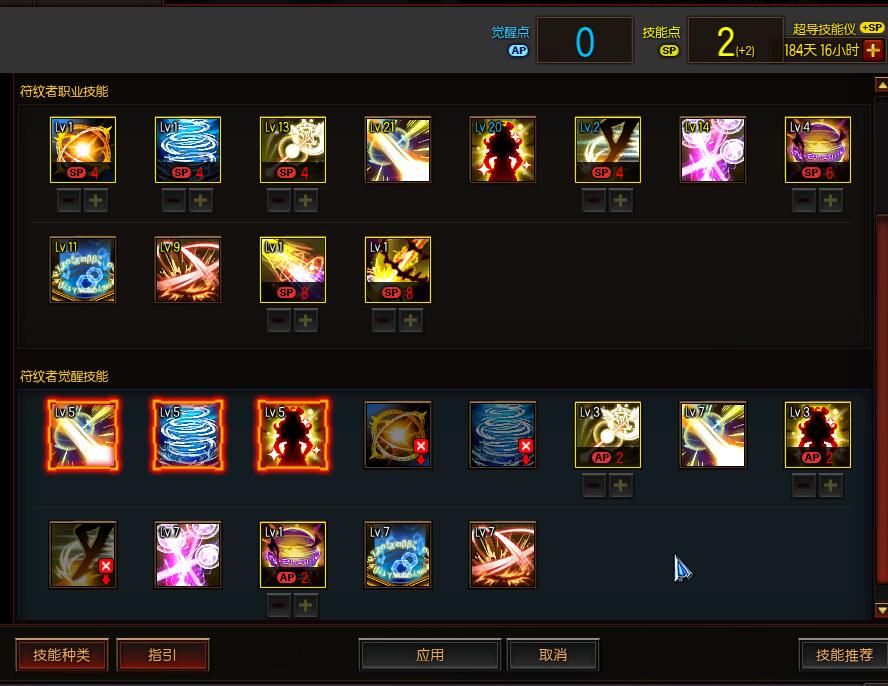 觉醒点 AP 0 技能点 SP 2(+2) 超导技能仪 +SP
184天 16小时 +
符纹者职业技能
Lv 1 Lv 1 Lv 13 Lv 21 Lv 20 Lv 2 Lv 14 Lv 4
SP 4 SP 4 SP 4 SP 4 SP 6
Lv 11 Lv 9 Lv 1 Lv 1
SP 8 SP 8
符纹者觉醒技能
Lv 5 Lv 5 Lv 5 Lv 3 Lv 7 Lv 3
AP 2 AP 2
Lv 7 Lv 1 Lv 7 Lv 7
AP 2
技能种类 指引 应用 取消 技能推荐